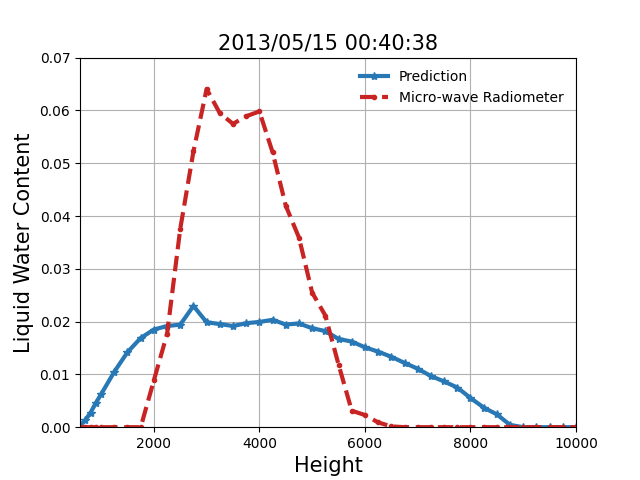 2013/05/15 00:40:38
Prediction
Micro-wave Radiometer
Liquid Water Content
0.07
0.06
0.05
0.04
0.03
0.02
0.01
0.00
2000 4000 6000 8000 10000
Height